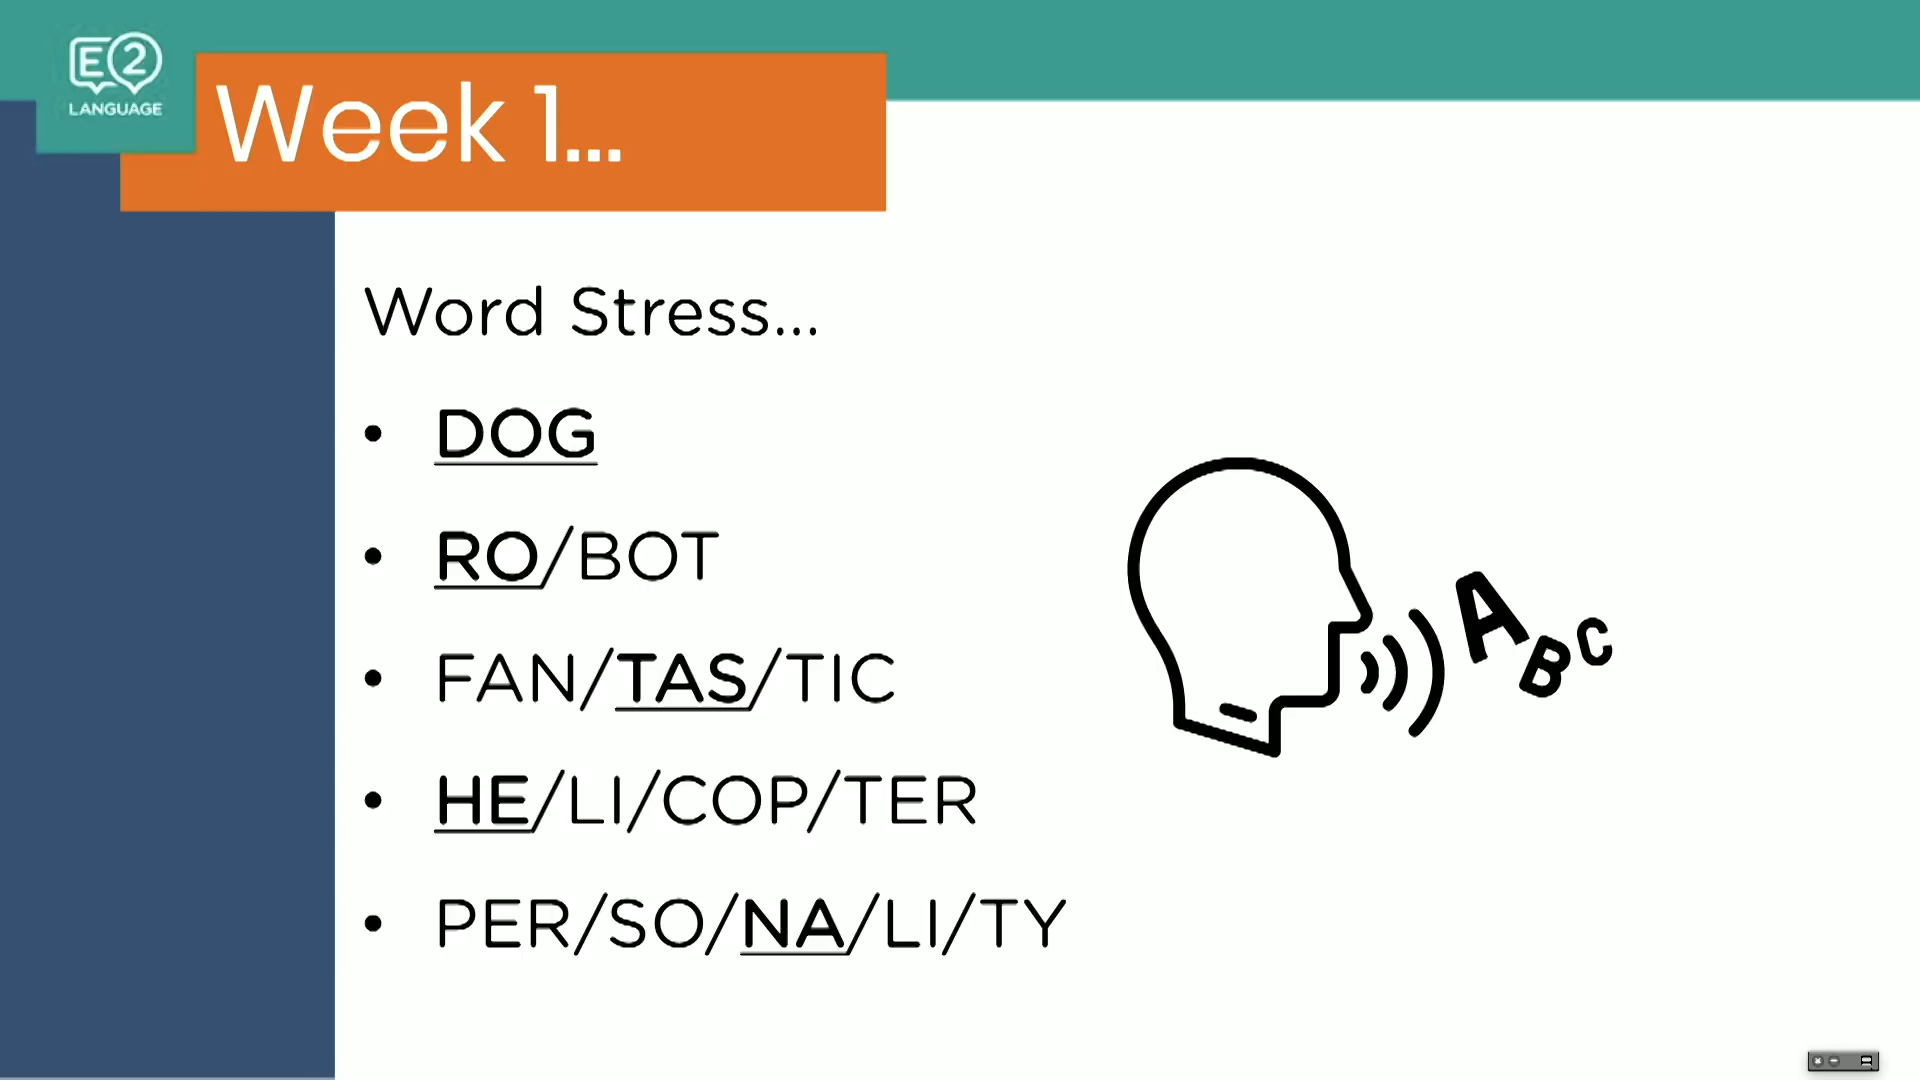 E2
LANGUAGE
Week 1...
Word Stress...
• DOG
• RO/BOT
• FAN/TAS/TIC
• HE/LI/COP/TER
• PER/SO/NA/LI/TY
A B C